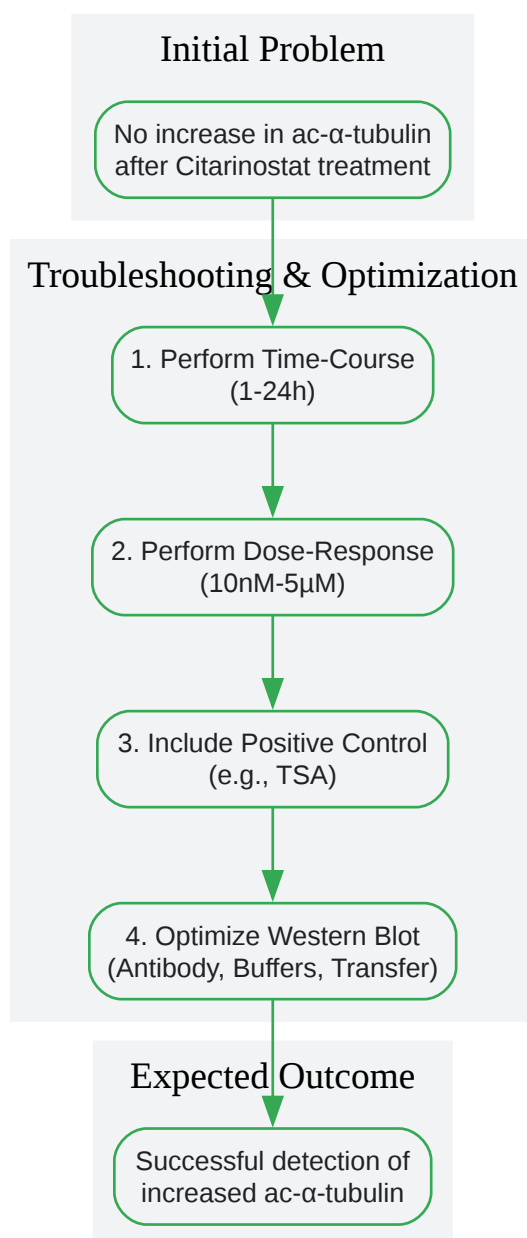 Initial Problem
No increase in ac-α-tubulin
after Citarinostat treatment
Troubleshooting & Optimization
1. Perform Time-Course
(1-24h)
2. Perform Dose-Response
(10nM-5µM)
3. Include Positive Control
(e.g., TSA)
4. Optimize Western Blot
(Antibody, Buffers, Transfer)
Expected Outcome
Successful detection of
increased ac-α-tubulin